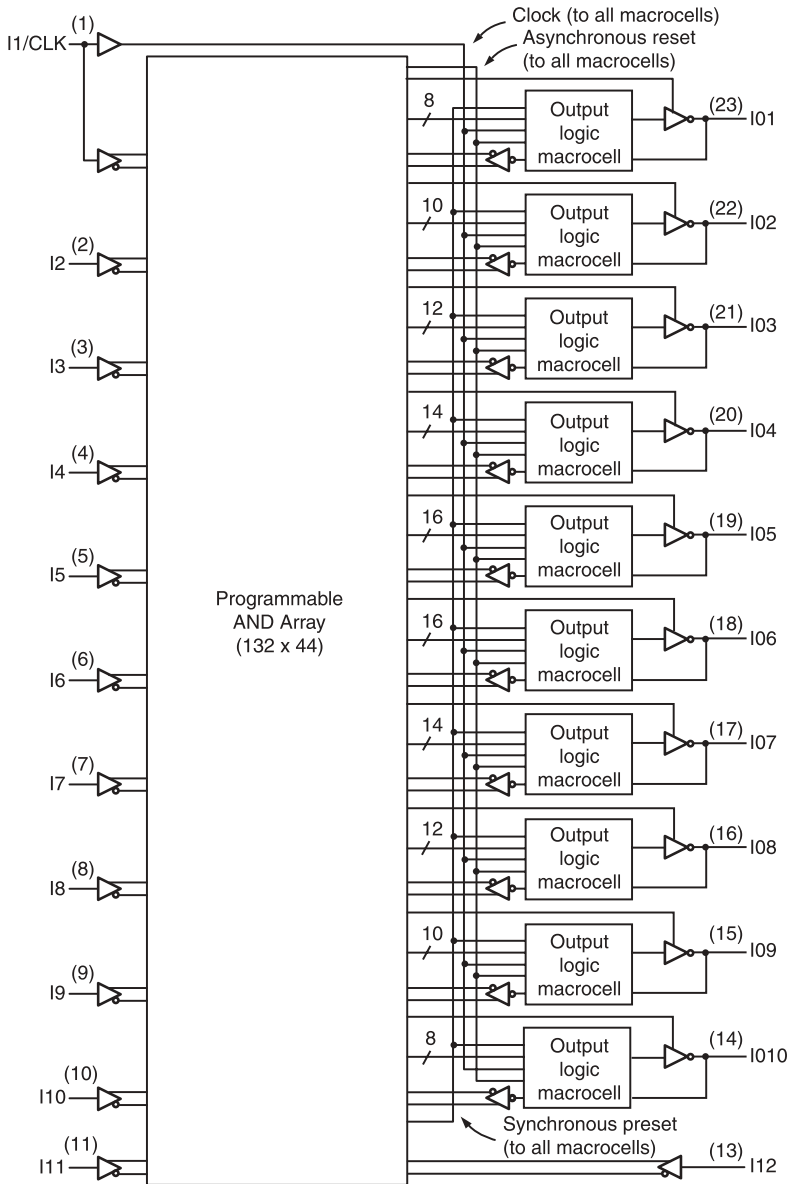 Clock (to all macrocells)
Asynchronous reset
(to all macrocells)
(1)
I1/CLK
8
Output
logic
macrocell
(23)
I01
10
Output
logic
macrocell
(22)
I02
(2)
I2
12
Output
logic
macrocell
(21)
I03
(3)
I3
14
Output
logic
macrocell
(20)
I04
(4)
I4
16
Output
logic
macrocell
(19)
I05
(5)
I5
Programmable
AND Array
(132 x 44)
16
Output
logic
macrocell
(18)
I06
(6)
I6
14
Output
logic
macrocell
(17)
I07
(7)
I7
12
Output
logic
macrocell
(16)
I08
(8)
I8
10
Output
logic
macrocell
(15)
I09
(9)
I9
8
Output
logic
macrocell
(14)
I010
(10)
I10
Synchronous preset
(to all macrocells)
(11)
I11
(13)
I12